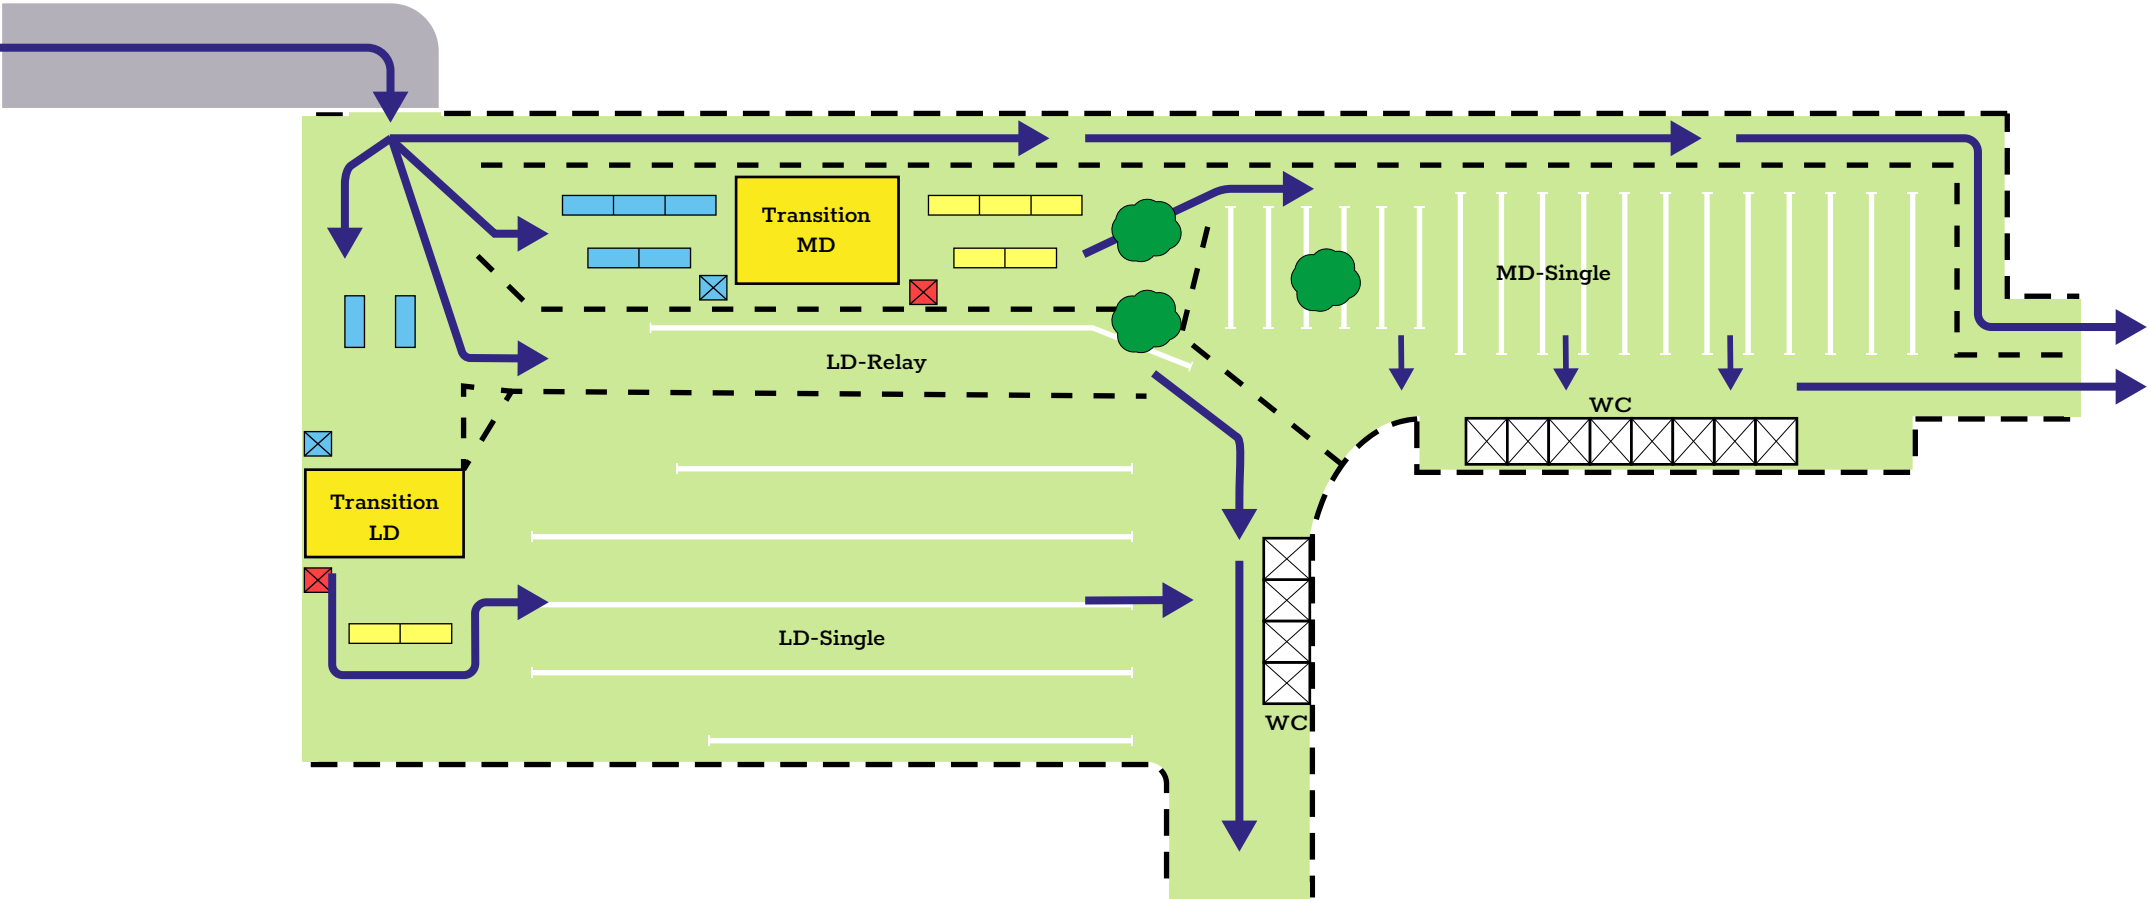 Transition
MD
MD-Single
LD-Relay
WC
Transition
LD
LD-Single
WC